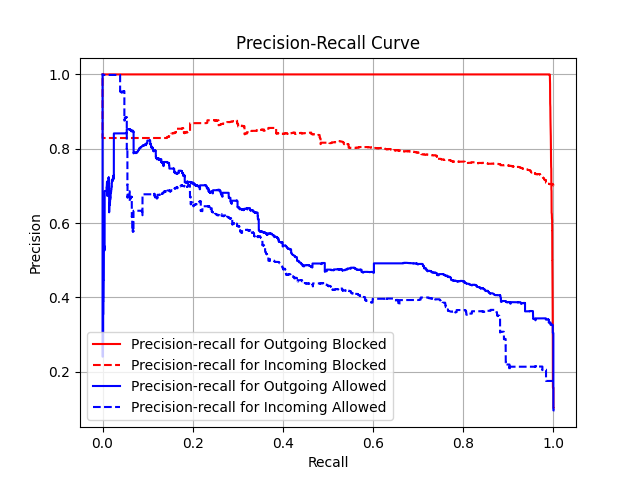 Precision-Recall Curve
1.0
0.8
0.6
0.4
0.2
Precision
Precision-recall for Outgoing Blocked
Precision-recall for Incoming Blocked
Precision-recall for Outgoing Allowed
Precision-recall for Incoming Allowed
0.0 0.2 0.4 0.6 0.8 1.0
Recall